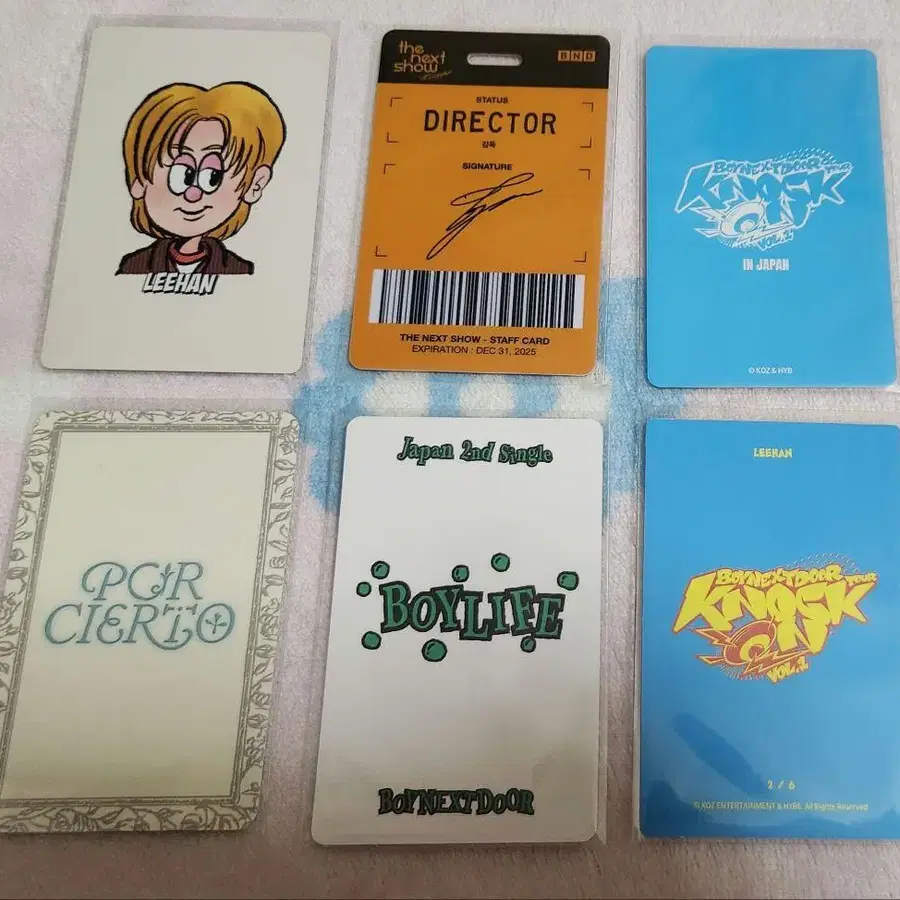 LEEHAN
the
next
show
BND
STATUS
DIRECTOR
감독
SIGNATURE
THE NEXT SHOW - STAFF CARD
EXPIRATION : DEC 31, 2025
BOYNEXTDOOR TOUR
KNOCK
ON
VOL.1
IN JAPAN
© KOZ & HYB
POR
CIERTO
Japan 2nd Single
BOYLIFE
BOYNEXTDOOR
LEEHAN
BOYNEXTDOOR TOUR
KNOCK
ON
VOL.1
2 / 6
© KOZ ENTERTAINMENT & HYBE. All Rights Reserved